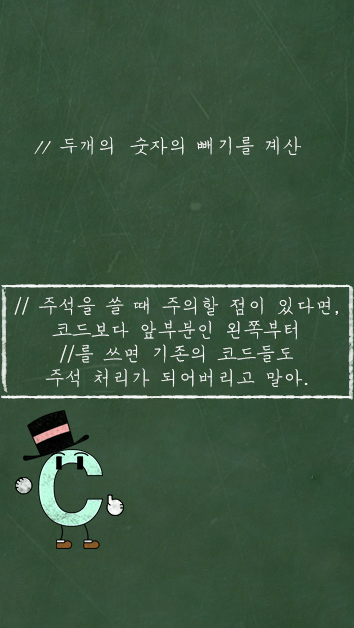 // 두개의 숫자의 빼기를 계산
// 주석을 쓸 때 주의할 점이 있다면,
코드보다 앞부분인 왼쪽부터
//를 쓰면 기존의 코드들도
주석 처리가 되어버리고 말아.